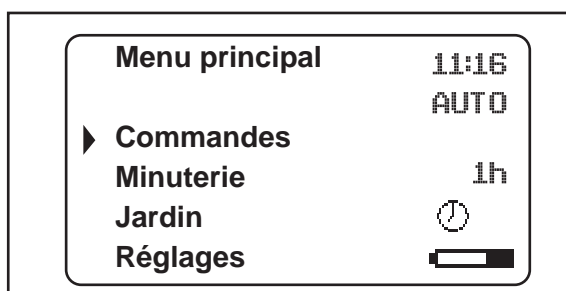 Menu principal 11:16
AUTO
Commandes
Minuterie 1h
Jardin
Réglages